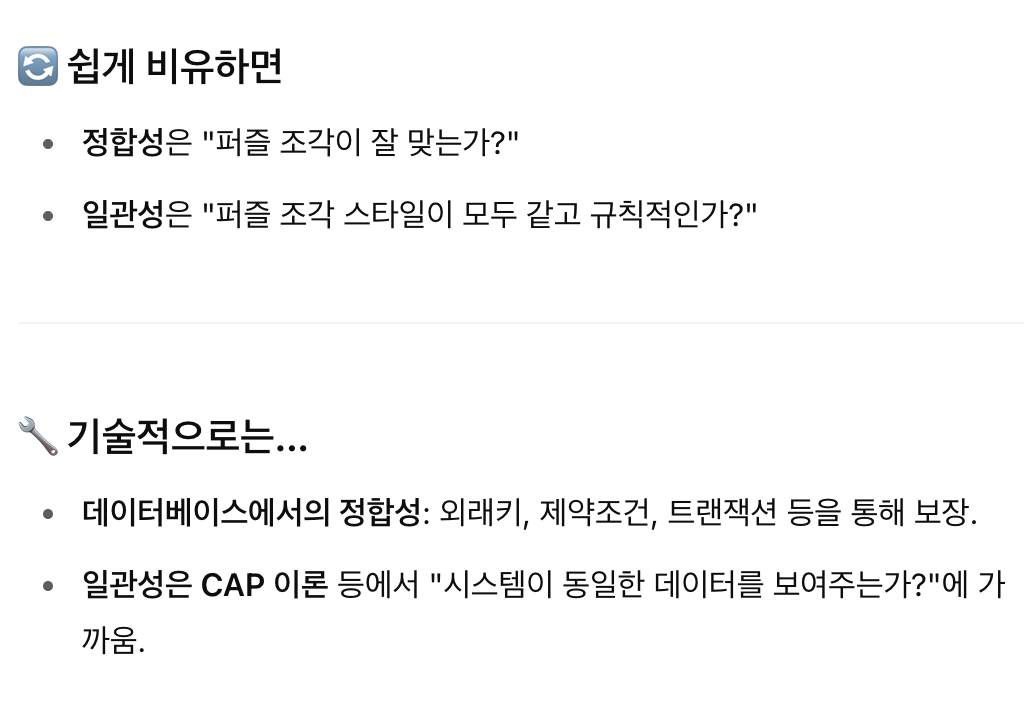 🔄 쉽게 비유하면
• 정합성은 "퍼즐 조각이 잘 맞는가?"
• 일관성은 "퍼즐 조각 스타일이 모두 같고 규칙적인가?"
🔧 기술적으로는...
• 데이터베이스에서의 정합성: 외래키, 제약조건, 트랜잭션 등을 통해 보장.
• 일관성은 CAP 이론 등에서 "시스템이 동일한 데이터를 보여주는가?"에 가
까움.